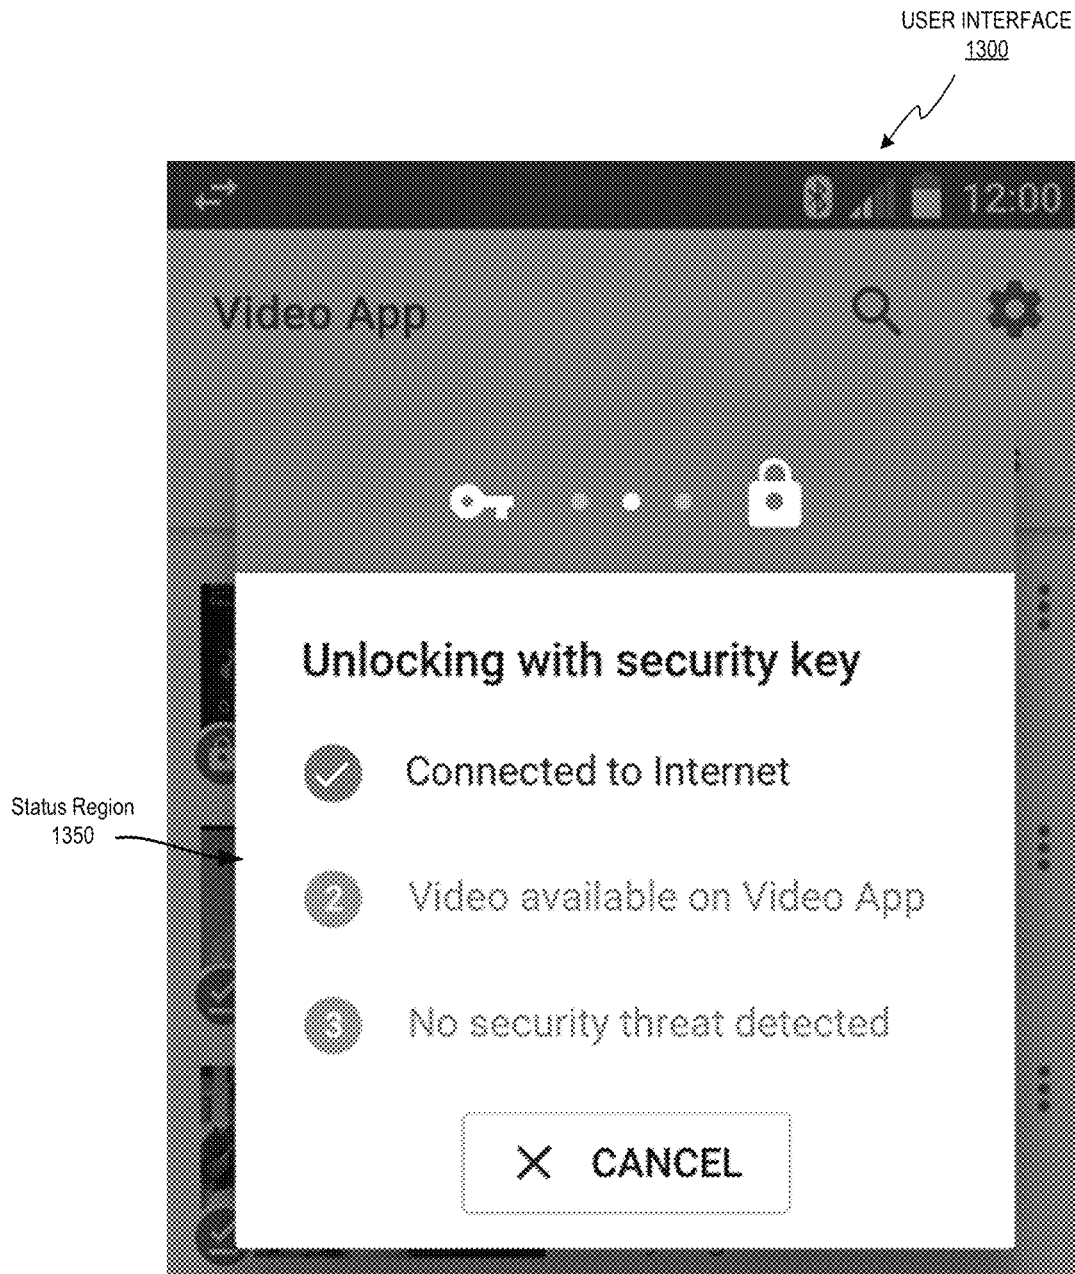 USER INTERFACE
1300
12:00
Video App
Unlocking with security key
Connected to Internet
Status Region
1350
2 Video available on Video App
3 No security threat detected
CANCEL